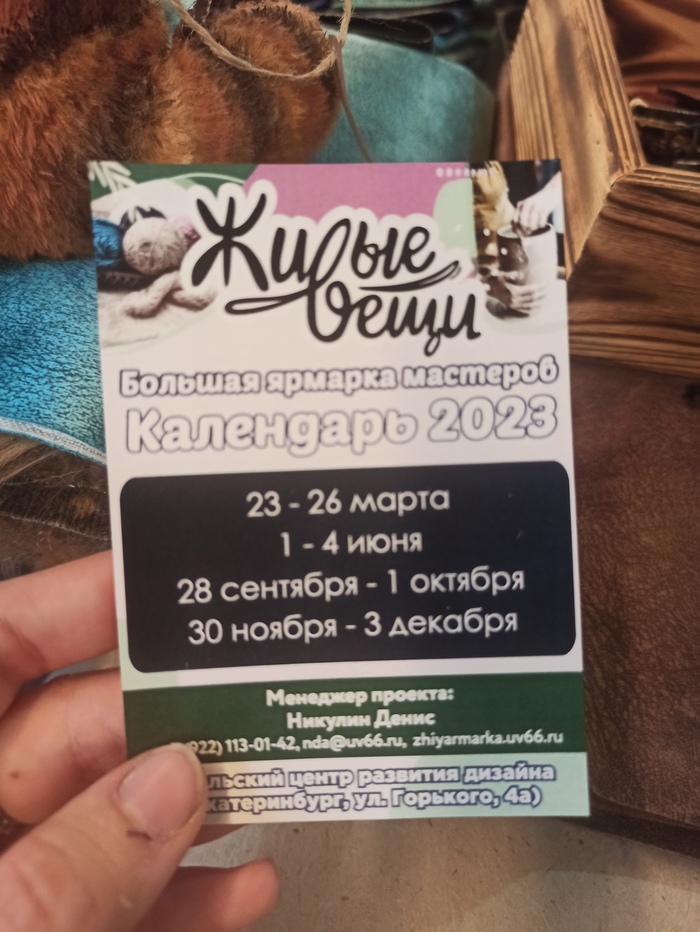 Живые
вещи
Большая ярмарка мастеров
Календарь 2023
23 - 26 марта
1 - 4 июня
28 сентября - 1 октября
30 ноября - 3 декабря
Менеджер проекта:
Никулин Денис
922) 113-01-42, nda@uv66.ru, zhiyarmarka.uv66.ru
центр развития дизайна
ул. Горького, 4а)